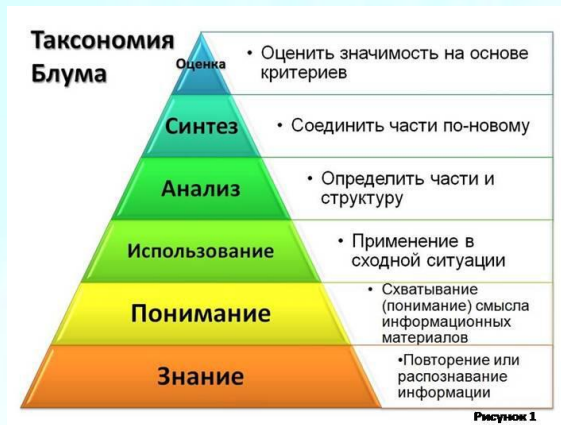 Таксономия
Блума
Оценка
• Оценить значимость на основе
критериев
Синтез
• Соединить части по-новому
Анализ
• Определить части и
структуру
Использование
• Применение в
сходной ситуации
Понимание
• Схватывание
(понимание) смысла
информационных
материалов
Знание
•Повторение или
распознавание
информации
Рисунок 1